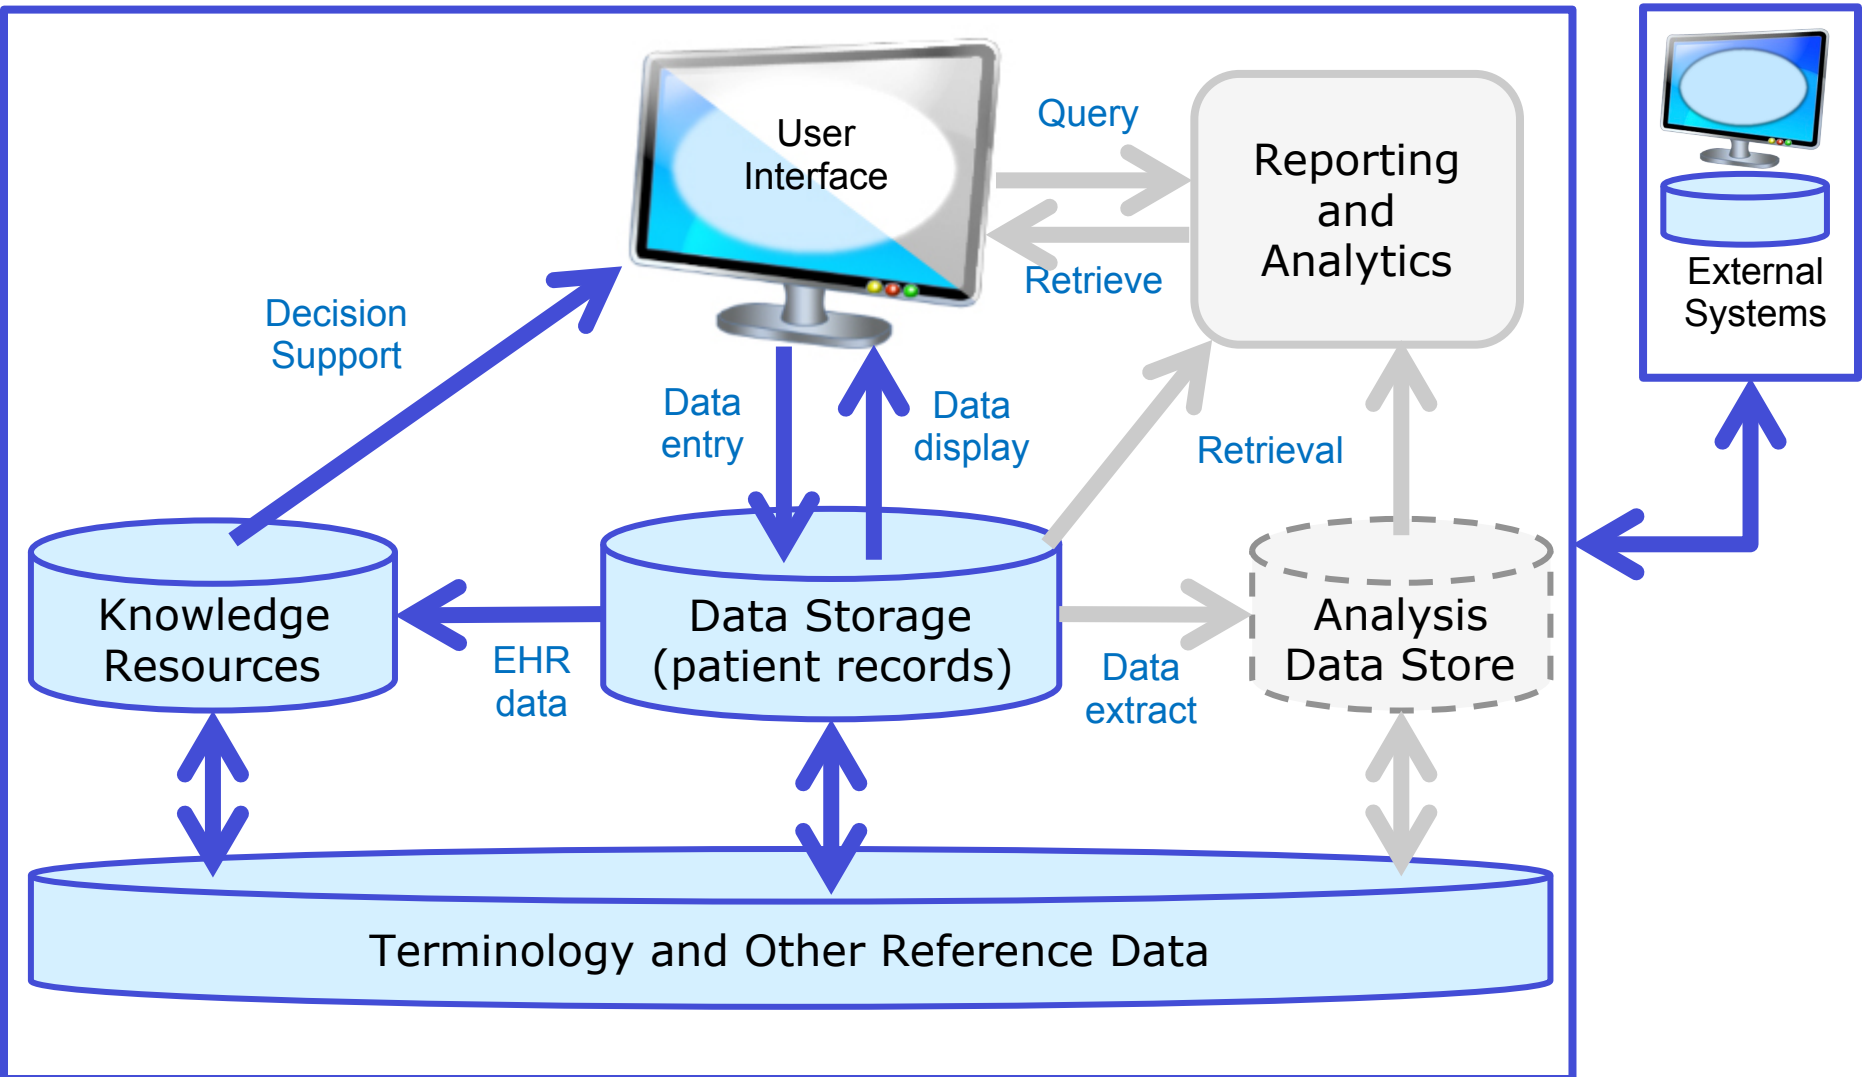 User
Interface
Query
Retrieve
Reporting
and
Analytics
External
Systems
Decision
Support
Data
entry
Data
display
Retrieval
Knowledge
Resources
EHR
data
Data Storage
(patient records)
Data
extract
Analysis
Data Store
Terminology and Other Reference Data